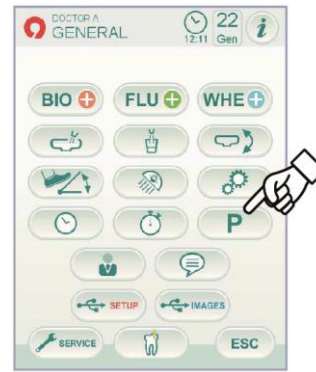 DOCTOR A
GENERAL
12:11
22
Gen
i
BIO
FLU
WHE
P
SETUP
IMAGES
SERVICE
ESC